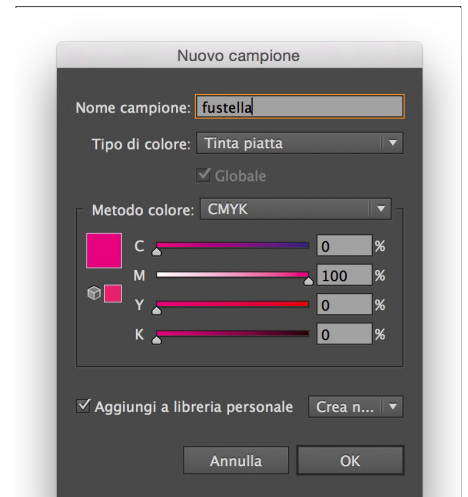 Nuovo campione
Nome campione: fustella
Tipo di colore: Tinta piatta
Globale
Metodo colore: CMYK
C 0 %
M 100 %
Y 0 %
K 0 %
Aggiungi a libreria personale Crea n...
Annulla OK